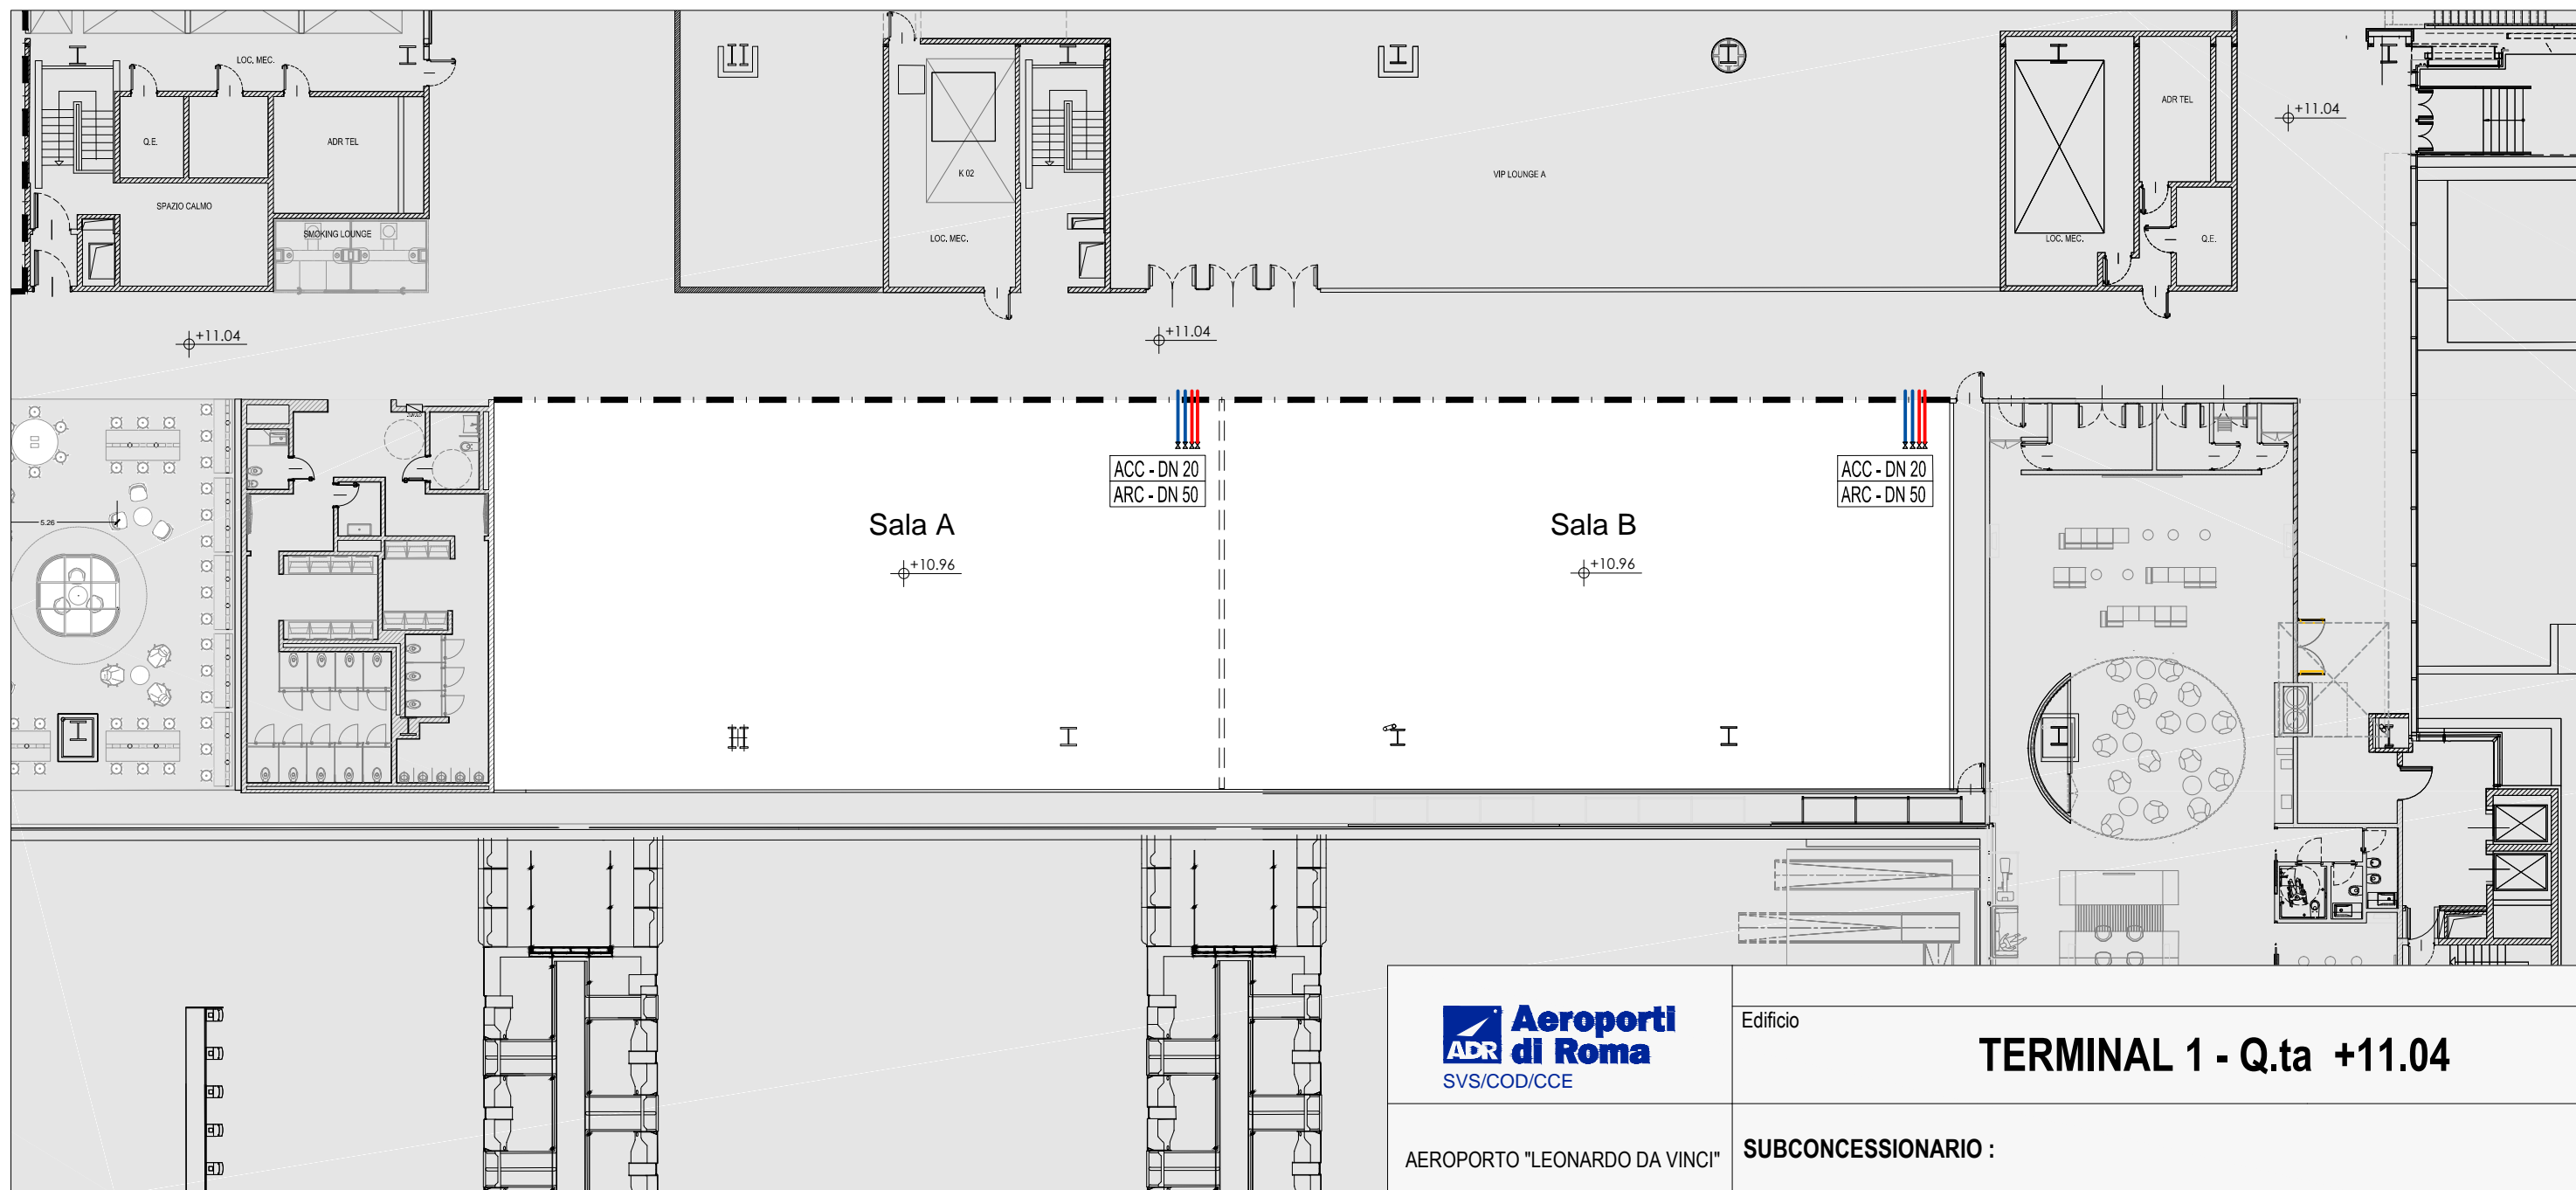 LOC. MEC.
Q.E.
ADR TEL
SPAZIO CALMO
SMOKING LOUNGE
K 02
LOC. MEC.
VIP LOUNGE A
LOC. MEC.
ADR TEL
Q.E.
+11.04
+11.04
+11.04
ACC - DN 20
ARC - DN 50
ACC - DN 20
ARC - DN 50
5.26
Sala A
+10.96
Sala B
+10.96
ADR
Aeroporti
di Roma
SVS/COD/CCE
Edificio
TERMINAL 1 - Q.ta +11.04
AEROPORTO "LEONARDO DA VINCI"
SUBCONCESSIONARIO :